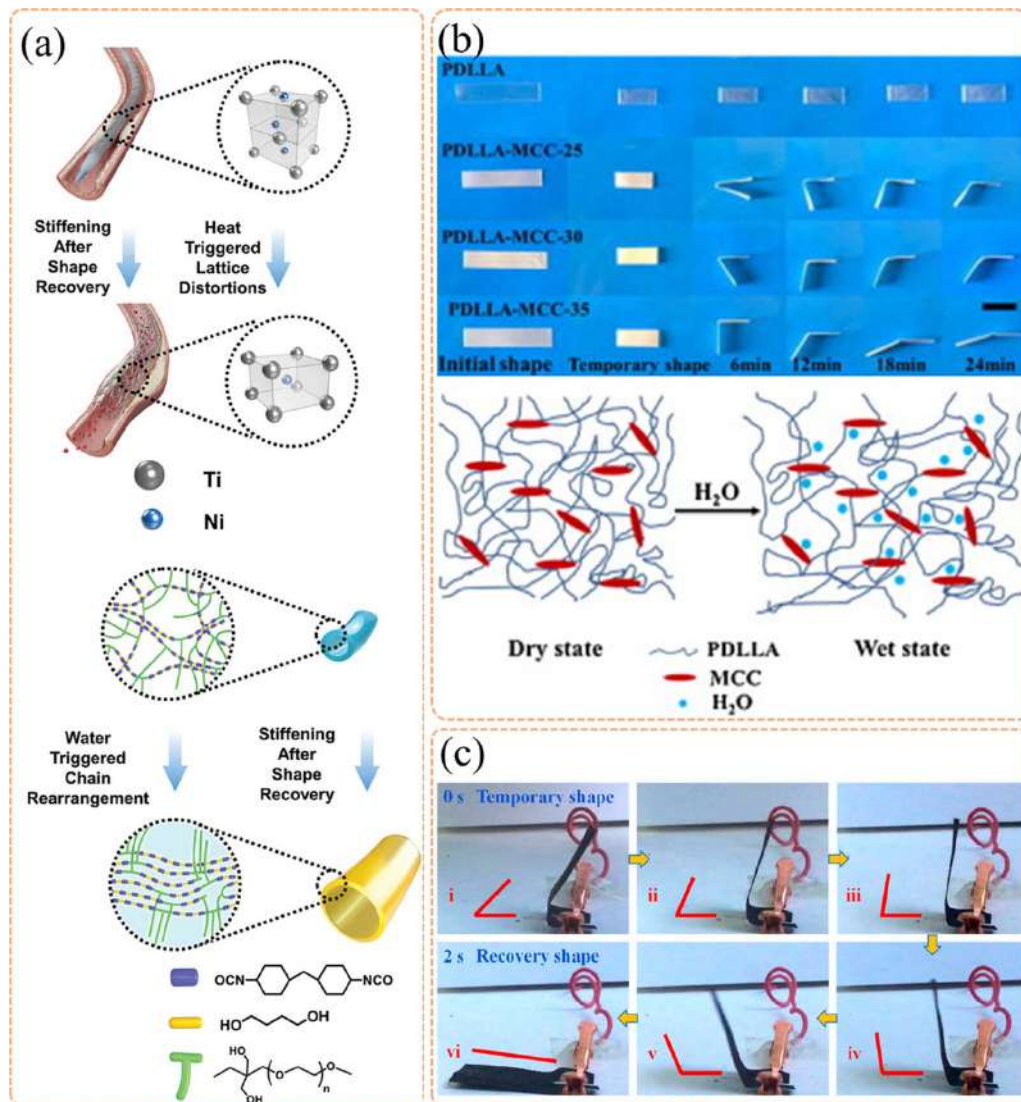 (a)
Stiffening
After
Shape
Recovery
Heat
Triggered
Lattice
Distortions
Ti
Ni
Water
Triggered
Chain
Rearrangement
Stiffening
After
Shape
Recovery
OCN NCO
HO OH
HO O O
n
OH
(b)
PDLLA
PDLLA-MCC-25
PDLLA-MCC-30
PDLLA-MCC-35
Initial shape Temporary shape 6min 12min 18min 24min
H₂O
Dry state Wet state
PDLLA
MCC
H₂O
(c)
0 s Temporary shape
i ii iii
2 s Recovery shape
vi v iv